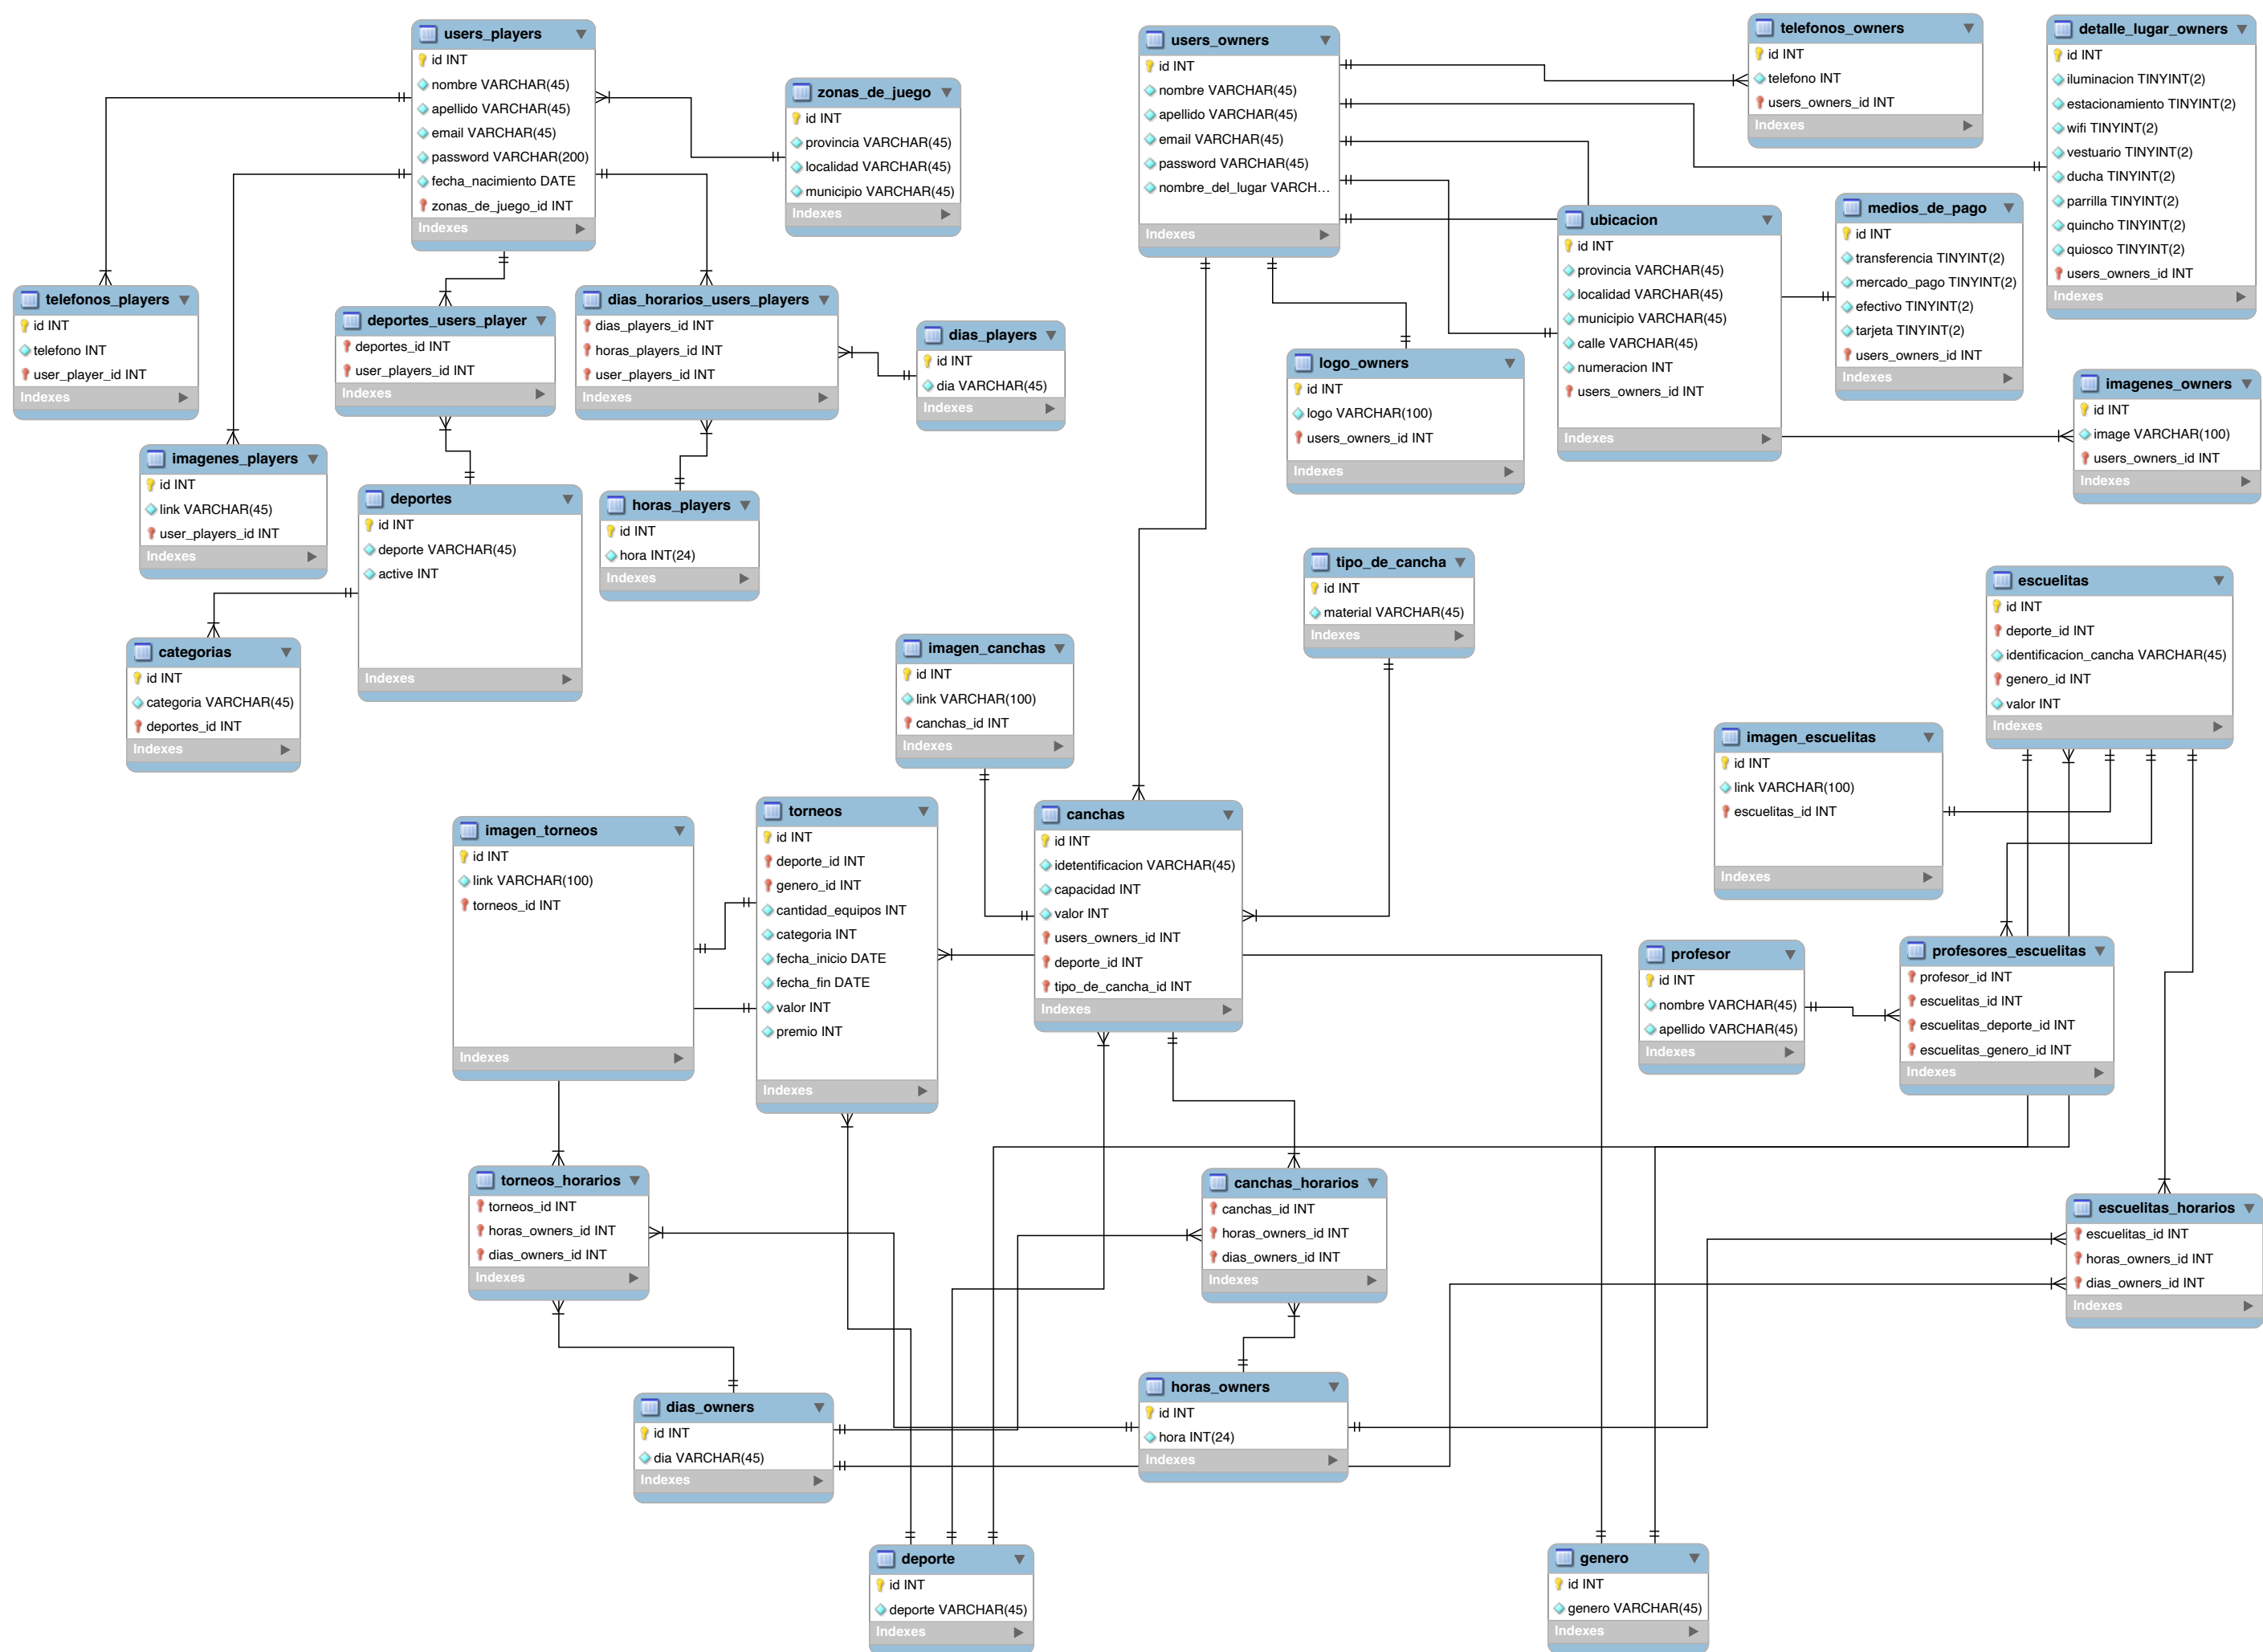 users_players
id INT
nombre VARCHAR(45)
apellido VARCHAR(45)
email VARCHAR(45)
password VARCHAR(200)
fecha_nacimiento DATE
zonas_de_juego_id INT
Indexes
zonas_de_juego
id INT
provincia VARCHAR(45)
localidad VARCHAR(45)
municipio VARCHAR(45)
Indexes
users_owners
id INT
nombre VARCHAR(45)
apellido VARCHAR(45)
email VARCHAR(45)
password VARCHAR(45)
nombre_del_lugar VARCH...
Indexes
telefonos_owners
id INT
telefono INT
users_owners_id INT
Indexes
detalle_lugar_owners
id INT
iluminacion TINYINT(2)
estacionamiento TINYINT(2)
wifi TINYINT(2)
vestuario TINYINT(2)
ducha TINYINT(2)
parrilla TINYINT(2)
quincho TINYINT(2)
quiosco TINYINT(2)
users_owners_id INT
Indexes
ubicacion
id INT
provincia VARCHAR(45)
localidad VARCHAR(45)
municipio VARCHAR(45)
calle VARCHAR(45)
numeracion INT
users_owners_id INT
Indexes
medios_de_pago
id INT
transferencia TINYINT(2)
mercado_pago TINYINT(2)
efectivo TINYINT(2)
tarjeta TINYINT(2)
users_owners_id INT
Indexes
telefonos_players
id INT
telefono INT
user_player_id INT
Indexes
deportes_users_player
deportes_id INT
user_players_id INT
Indexes
dias_horarios_users_players
dias_players_id INT
horas_players_id INT
user_players_id INT
Indexes
dias_players
id INT
dia VARCHAR(45)
Indexes
logo_owners
id INT
logo VARCHAR(100)
users_owners_id INT
Indexes
imagenes_owners
id INT
image VARCHAR(100)
users_owners_id INT
Indexes
imagenes_players
id INT
link VARCHAR(45)
user_players_id INT
Indexes
deportes
id INT
deporte VARCHAR(45)
active INT
Indexes
horas_players
id INT
hora INT(24)
Indexes
tipo_de_cancha
id INT
material VARCHAR(45)
Indexes
escuelitas
id INT
deporte_id INT
identificacion_cancha VARCHAR(45)
genero_id INT
valor INT
Indexes
categorias
id INT
categoria VARCHAR(45)
deportes_id INT
Indexes
imagen_canchas
id INT
link VARCHAR(100)
canchas_id INT
Indexes
imagen_escuelitas
id INT
link VARCHAR(100)
escuelitas_id INT
Indexes
imagen_torneos
id INT
link VARCHAR(100)
torneos_id INT
Indexes
torneos
id INT
deporte_id INT
genero_id INT
cantidad_equipos INT
categoria INT
fecha_inicio DATE
fecha_fin DATE
valor INT
premio INT
Indexes
canchas
id INT
idetentificacion VARCHAR(45)
capacidad INT
valor INT
users_owners_id INT
deporte_id INT
tipo_de_cancha_id INT
Indexes
profesor
id INT
nombre VARCHAR(45)
apellido VARCHAR(45)
Indexes
profesores_escuelitas
profesor_id INT
escuelitas_id INT
escuelitas_deporte_id INT
escuelitas_genero_id INT
Indexes
torneos_horarios
torneos_id INT
horas_owners_id INT
dias_owners_id INT
Indexes
canchas_horarios
canchas_id INT
horas_owners_id INT
dias_owners_id INT
Indexes
escuelitas_horarios
escuelitas_id INT
horas_owners_id INT
dias_owners_id INT
Indexes
dias_owners
id INT
dia VARCHAR(45)
Indexes
horas_owners
id INT
hora INT(24)
Indexes
deporte
id INT
deporte VARCHAR(45)
Indexes
genero
id INT
genero VARCHAR(45)
Indexes